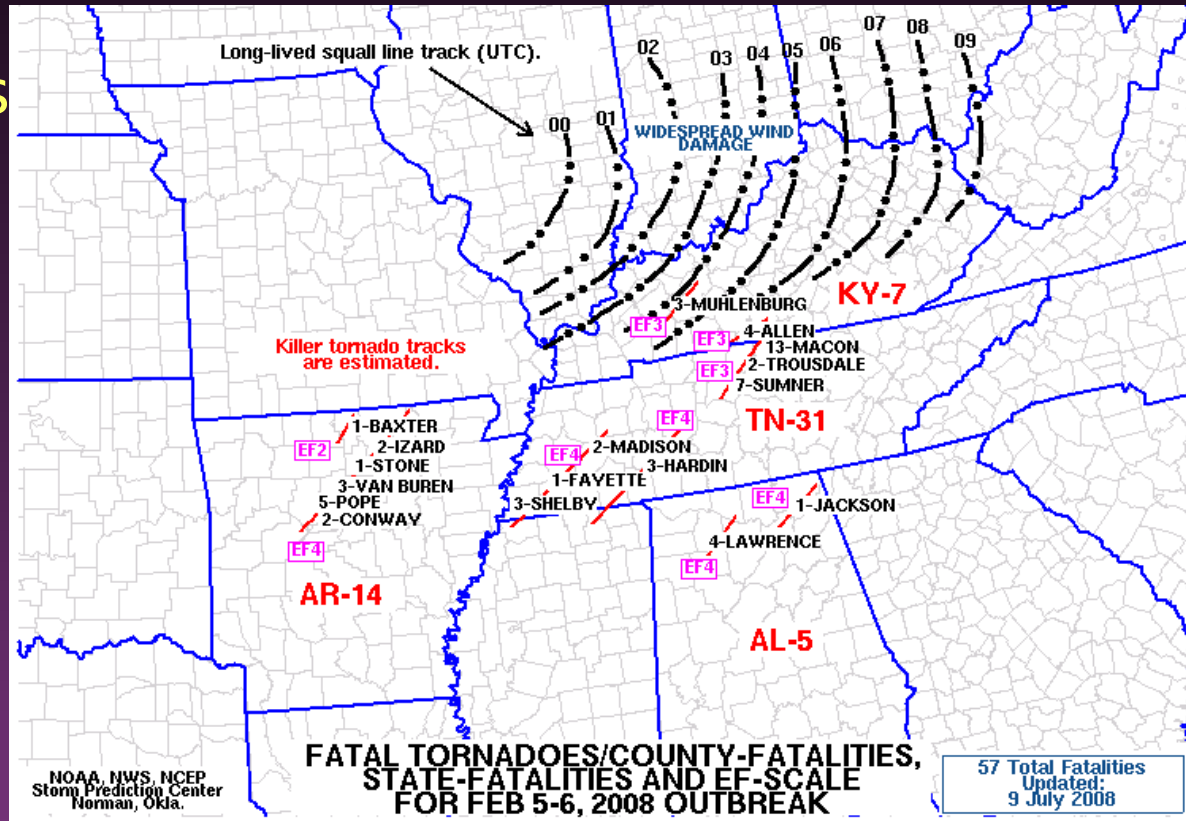 S
Long-lived squall line track (UTC).
00
01
02
03
04
05
06
07
08
09
WIDESPREAD WIND
DAMAGE
3-MUHLENBURG
EF3
KY-7
4-ALLEN
EF3
13-MACON
2-TROUSDALE
EF3
7-SUMNER
TN-31
Killer tornado tracks
are estimated.
1-BAXTER
EF2
2-IZARD
1-STONE
3-VAN BUREN
5-POPE
2-CONWAY
EF4
AR-14
EF4
2-MADISON
EF4
3-HARDIN
1-FAYETTE
3-SHELBY
EF4
1-JACKSON
4-LAWRENCE
EF4
AL-5
NOAA, NWS, NCEP
Storm Prediction Center
Norman, Okla.
FATAL TORNADOES/COUNTY-FATALITIES,
STATE-FATALITIES AND EF-SCALE
FOR FEB 5-6, 2008 OUTBREAK
57 Total Fatalities
Updated:
9 July 2008